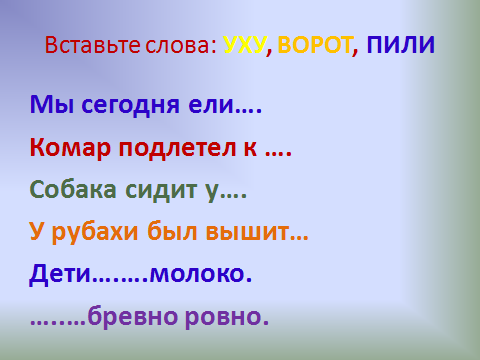 Вставьте слова: УХУ, ВОРОТ, ПИЛИ
Мы сегодня ели….
Комар подлетел к ….
Собака сидит у….
У рубахи был вышит…
Дети….….молоко.
…..…бревно ровно.